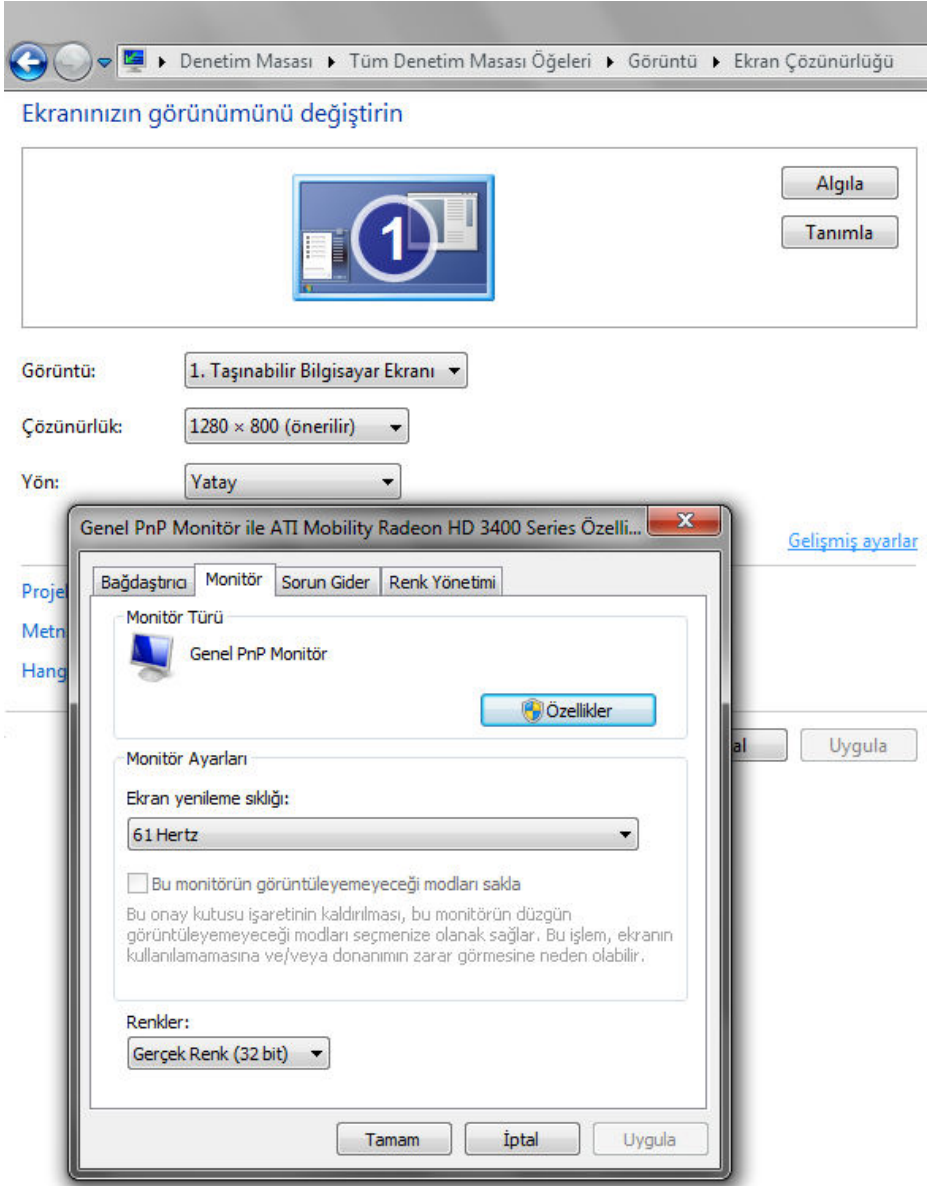 Denetim Masası ▸ Tüm Denetim Masası Öğeleri ▸ Görüntü ▸ Ekran Çözünürlüğü
Ekranınızın görünümünü değiştirin
1
Algıla
Tanımla
Görüntü: 1. Taşınabilir Bilgisayar Ekranı
Çözünürlük: 1280 × 800 (önerilir)
Yön: Yatay
Genel PnP Monitör ile ATI Mobility Radeon HD 3400 Series Özelli...
Gelişmiş ayarlar
Bağdaştırıcı Monitör Sorun Gider Renk Yönetimi
Projel
Monitör Türü
Metn
Genel PnP Monitör
Hang
Özellikler
al Uygula
Monitör Ayarları
Ekran yenileme sıklığı:
61 Hertz
Bu monitörün görüntüleyemeyeceği modları sakla
Bu onay kutusu işaretinin kaldırılması, bu monitörün düzgün
görüntüleyemeyeceği modları seçmenize olanak sağlar. Bu işlem, ekranın
kullanılamamasına ve/veya donanımın zarar görmesine neden olabilir.
Renkler:
Gerçek Renk (32 bit)
Tamam İptal Uygula